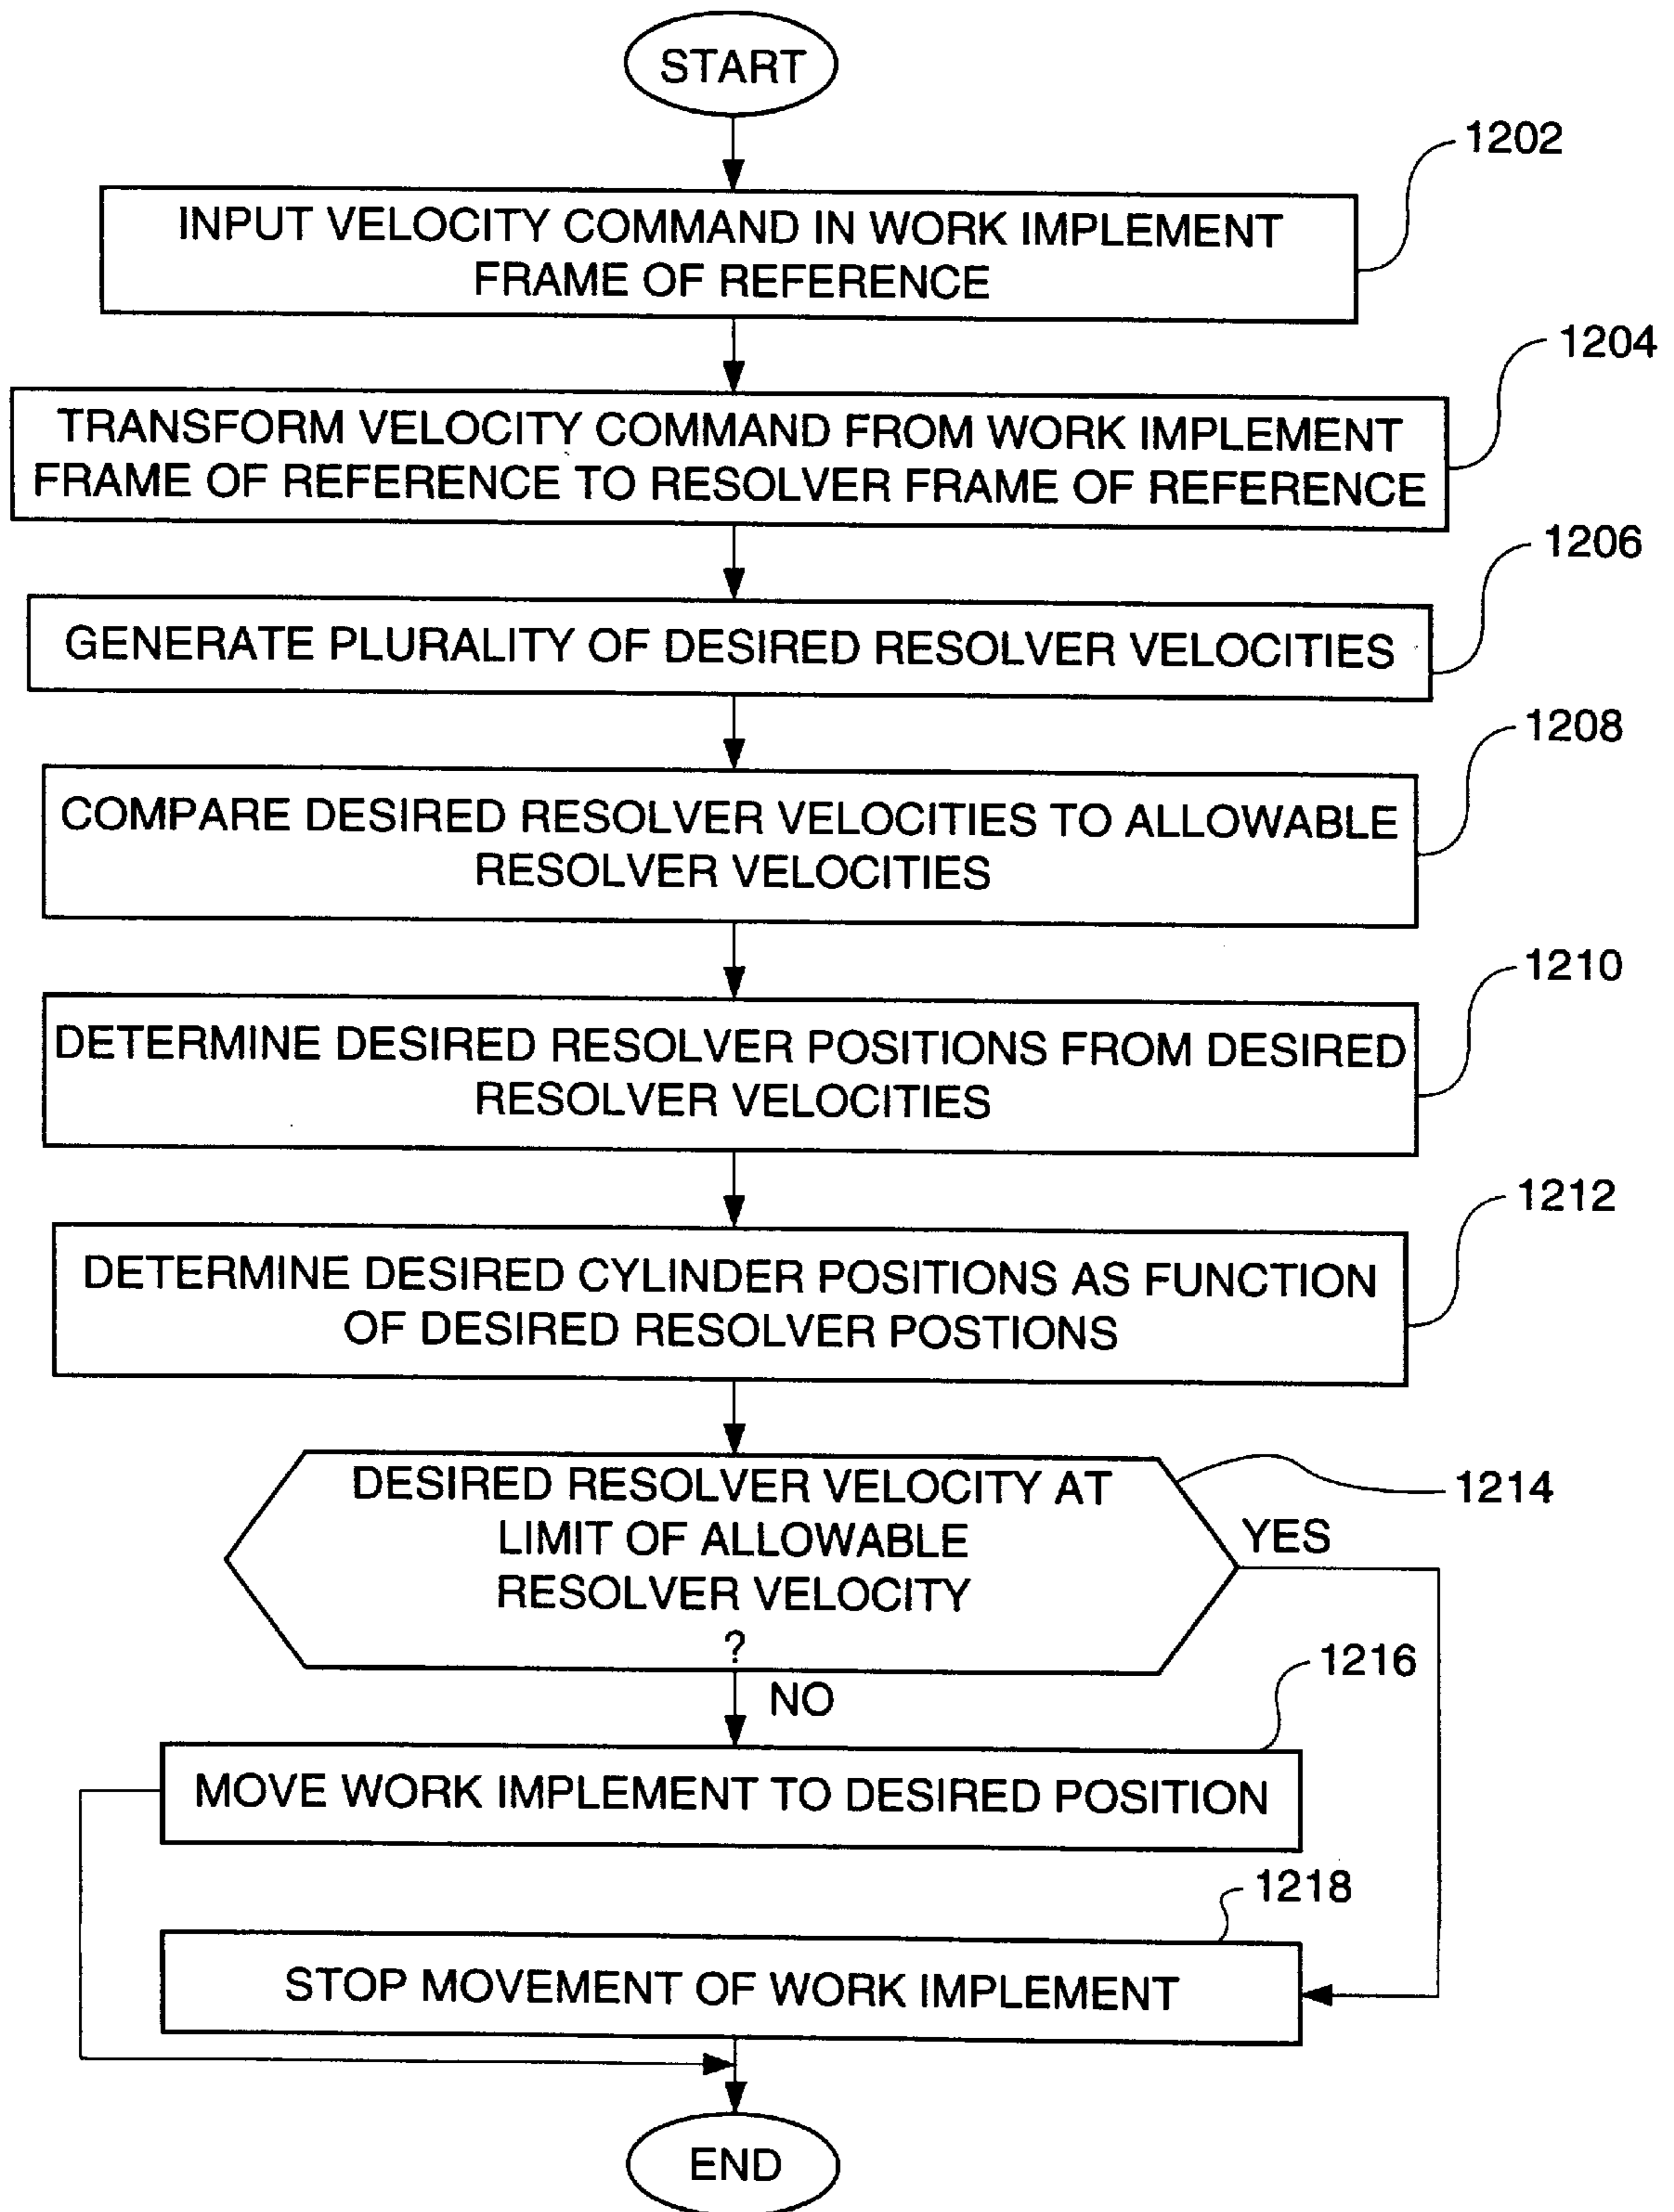 START
1202
INPUT VELOCITY COMMAND IN WORK IMPLEMENT
FRAME OF REFERENCE
1204
TRANSFORM VELOCITY COMMAND FROM WORK IMPLEMENT
FRAME OF REFERENCE TO RESOLVER FRAME OF REFERENCE
1206
GENERATE PLURALITY OF DESIRED RESOLVER VELOCITIES
1208
COMPARE DESIRED RESOLVER VELOCITIES TO ALLOWABLE
RESOLVER VELOCITIES
1210
DETERMINE DESIRED RESOLVER POSITIONS FROM DESIRED
RESOLVER VELOCITIES
1212
DETERMINE DESIRED CYLINDER POSITIONS AS FUNCTION
OF DESIRED RESOLVER POSTIONS
1214
DESIRED RESOLVER VELOCITY AT
LIMIT OF ALLOWABLE
RESOLVER VELOCITY
?
YES
NO
1216
MOVE WORK IMPLEMENT TO DESIRED POSITION
1218
STOP MOVEMENT OF WORK IMPLEMENT
END